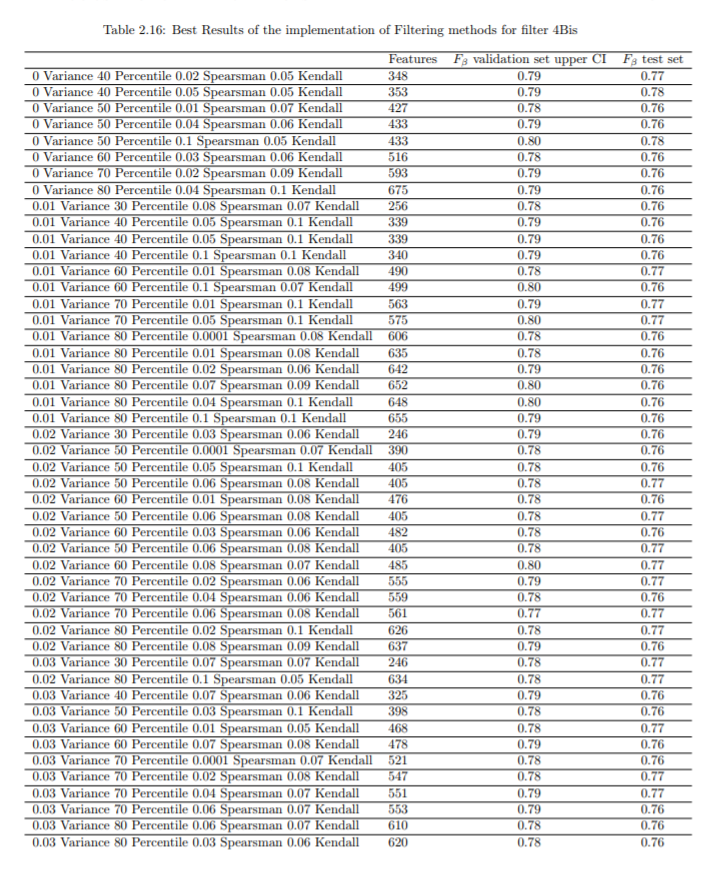 Table 2.16: Best Results of the implementation of Filtering methods for filter 4Bis
Features Fβ validation set upper CI Fβ test set
0 Variance 40 Percentile 0.02 Spearsman 0.05 Kendall 348 0.79 0.77
0 Variance 40 Percentile 0.05 Spearsman 0.05 Kendall 353 0.79 0.78
0 Variance 50 Percentile 0.01 Spearsman 0.07 Kendall 427 0.78 0.76
0 Variance 50 Percentile 0.04 Spearsman 0.06 Kendall 433 0.79 0.76
0 Variance 50 Percentile 0.1 Spearsman 0.05 Kendall 433 0.80 0.78
0 Variance 60 Percentile 0.03 Spearsman 0.06 Kendall 516 0.78 0.76
0 Variance 70 Percentile 0.02 Spearsman 0.09 Kendall 593 0.79 0.76
0 Variance 80 Percentile 0.04 Spearsman 0.1 Kendall 675 0.79 0.76
0.01 Variance 30 Percentile 0.08 Spearsman 0.07 Kendall 256 0.78 0.76
0.01 Variance 40 Percentile 0.05 Spearsman 0.1 Kendall 339 0.79 0.76
0.01 Variance 40 Percentile 0.05 Spearsman 0.1 Kendall 339 0.79 0.76
0.01 Variance 40 Percentile 0.1 Spearsman 0.1 Kendall 340 0.79 0.76
0.01 Variance 60 Percentile 0.01 Spearsman 0.08 Kendall 490 0.78 0.77
0.01 Variance 60 Percentile 0.1 Spearsman 0.07 Kendall 499 0.80 0.76
0.01 Variance 70 Percentile 0.01 Spearsman 0.1 Kendall 563 0.79 0.77
0.01 Variance 70 Percentile 0.05 Spearsman 0.1 Kendall 575 0.80 0.77
0.01 Variance 80 Percentile 0.0001 Spearsman 0.08 Kendall 606 0.78 0.76
0.01 Variance 80 Percentile 0.01 Spearsman 0.08 Kendall 635 0.78 0.76
0.01 Variance 80 Percentile 0.02 Spearsman 0.06 Kendall 642 0.79 0.76
0.01 Variance 80 Percentile 0.07 Spearsman 0.09 Kendall 652 0.80 0.76
0.01 Variance 80 Percentile 0.04 Spearsman 0.1 Kendall 648 0.80 0.76
0.01 Variance 80 Percentile 0.1 Spearsman 0.1 Kendall 655 0.79 0.76
0.02 Variance 30 Percentile 0.03 Spearsman 0.06 Kendall 246 0.79 0.76
0.02 Variance 50 Percentile 0.0001 Spearsman 0.07 Kendall 390 0.78 0.76
0.02 Variance 50 Percentile 0.05 Spearsman 0.1 Kendall 405 0.78 0.76
0.02 Variance 50 Percentile 0.06 Spearsman 0.08 Kendall 405 0.78 0.77
0.02 Variance 60 Percentile 0.01 Spearsman 0.08 Kendall 476 0.78 0.76
0.02 Variance 50 Percentile 0.06 Spearsman 0.08 Kendall 405 0.78 0.77
0.02 Variance 60 Percentile 0.03 Spearsman 0.06 Kendall 482 0.78 0.76
0.02 Variance 50 Percentile 0.06 Spearsman 0.08 Kendall 405 0.78 0.77
0.02 Variance 60 Percentile 0.08 Spearsman 0.07 Kendall 485 0.80 0.77
0.02 Variance 70 Percentile 0.02 Spearsman 0.06 Kendall 555 0.79 0.77
0.02 Variance 70 Percentile 0.04 Spearsman 0.06 Kendall 559 0.78 0.76
0.02 Variance 70 Percentile 0.06 Spearsman 0.08 Kendall 561 0.77 0.77
0.02 Variance 80 Percentile 0.02 Spearsman 0.1 Kendall 626 0.78 0.77
0.02 Variance 80 Percentile 0.08 Spearsman 0.09 Kendall 637 0.79 0.76
0.03 Variance 30 Percentile 0.07 Spearsman 0.07 Kendall 246 0.78 0.77
0.02 Variance 80 Percentile 0.1 Spearsman 0.05 Kendall 634 0.78 0.77
0.03 Variance 40 Percentile 0.07 Spearsman 0.06 Kendall 325 0.79 0.76
0.03 Variance 50 Percentile 0.03 Spearsman 0.1 Kendall 398 0.78 0.76
0.03 Variance 60 Percentile 0.01 Spearsman 0.05 Kendall 468 0.78 0.77
0.03 Variance 60 Percentile 0.07 Spearsman 0.08 Kendall 478 0.79 0.76
0.03 Variance 70 Percentile 0.0001 Spearsman 0.07 Kendall 521 0.78 0.76
0.03 Variance 70 Percentile 0.02 Spearsman 0.08 Kendall 547 0.78 0.77
0.03 Variance 70 Percentile 0.04 Spearsman 0.07 Kendall 551 0.79 0.77
0.03 Variance 70 Percentile 0.06 Spearsman 0.07 Kendall 553 0.79 0.76
0.03 Variance 80 Percentile 0.06 Spearsman 0.07 Kendall 610 0.78 0.76
0.03 Variance 80 Percentile 0.03 Spearsman 0.06 Kendall 620 0.78 0.76